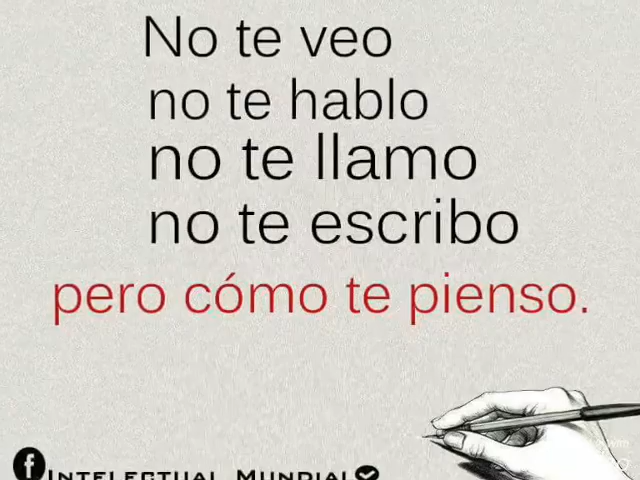 No te veo
no te hablo
no te llamo
no te escribo
pero cómo te pienso.
f Intelectual Mundial